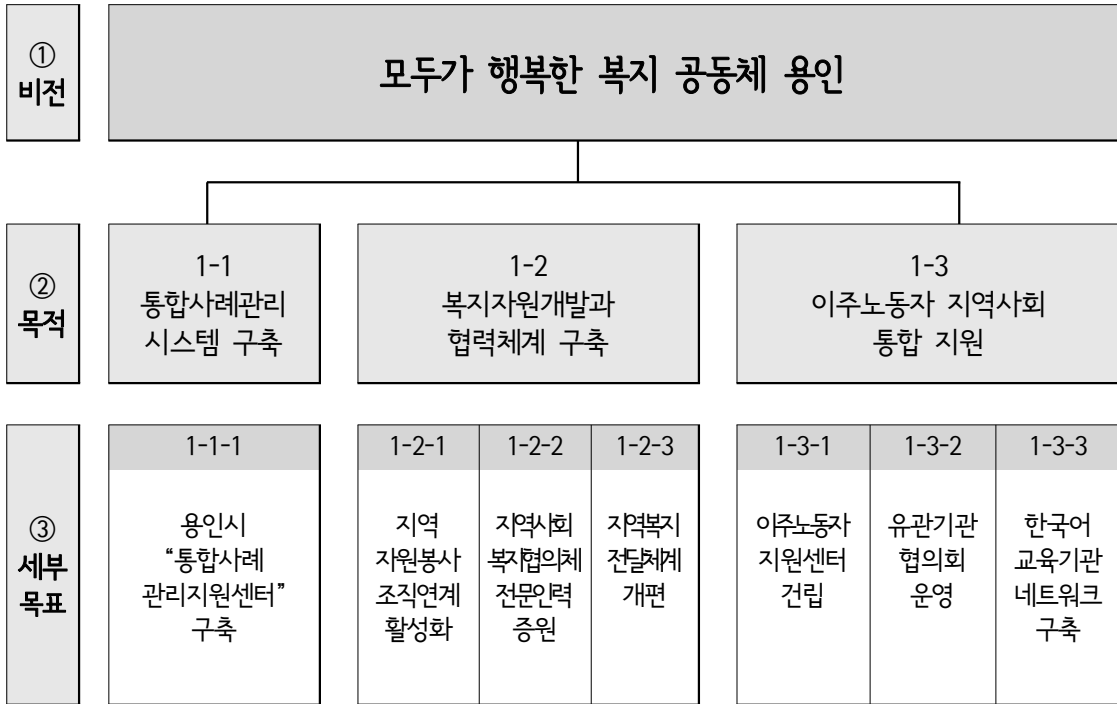 ①
비전
모두가 행복한 복지 공동체 용인
②
목적
1-1
통합사례관리
시스템 구축
1-2
복지자원개발과
협력체계 구축
1-3
이주노동자 지역사회
통합 지원
③
세부
목표
1-1-1
용인시
“통합사례
관리지원센터”
구축
1-2-1
지역
자원봉사
조직연계
활성화
1-2-2
지역사회
복지협의체
전문인력
증원
1-2-3
지역복지
전달체계
개편
1-3-1
이주노동자
지원센터
건립
1-3-2
유관기관
협의회
운영
1-3-3
한국어
교육기관
네트워크
구축